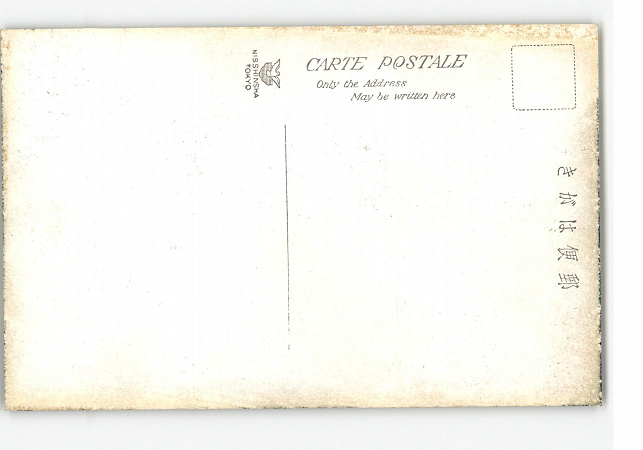 CARTE POSTALE
Only the Address
May be written here
NISSHINSHA
TOKYO
きがは便郵